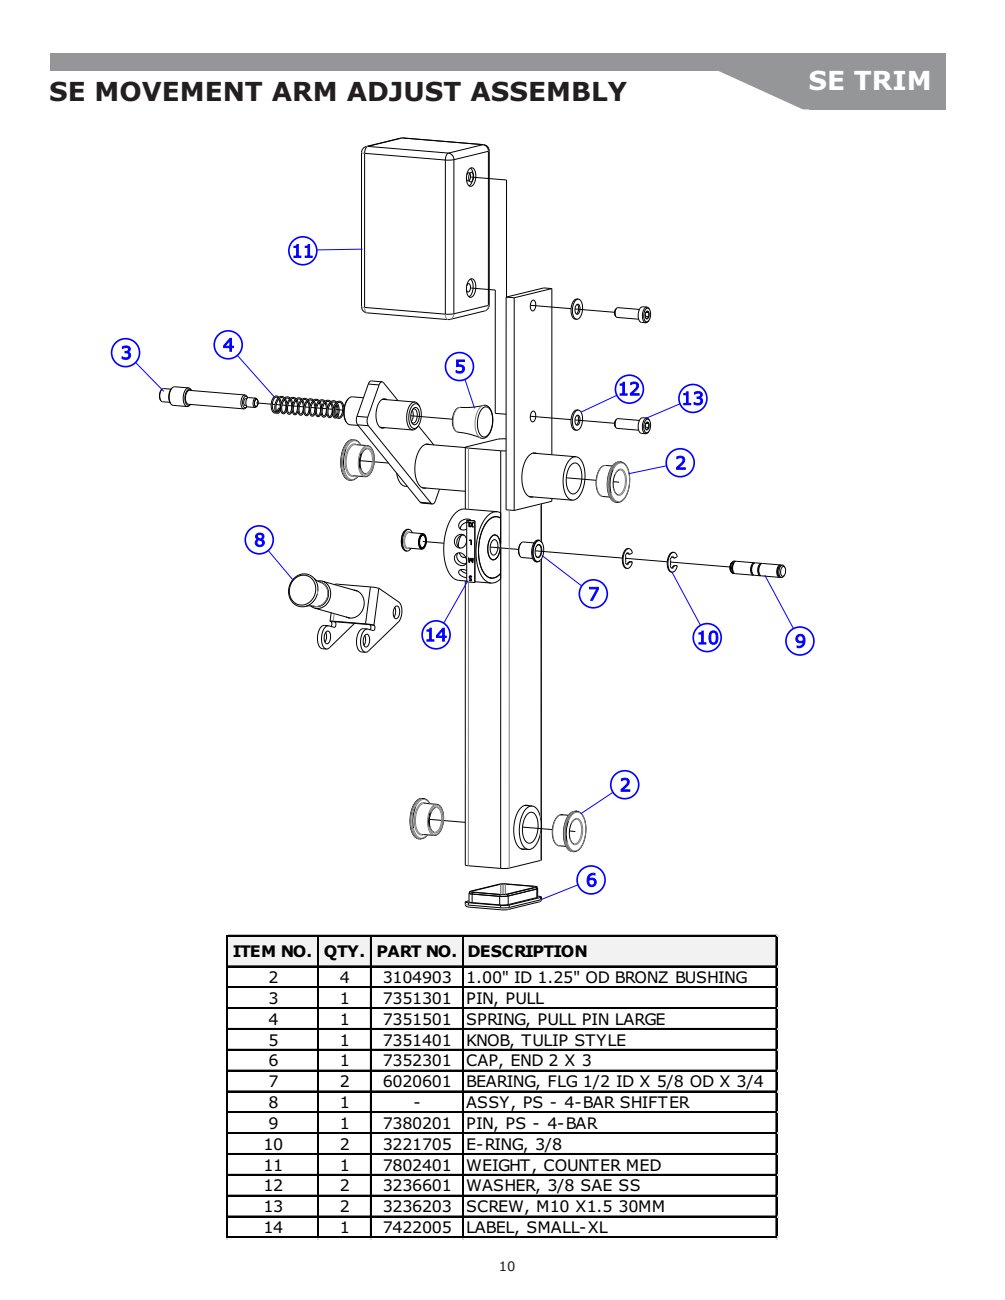 SE TRIM
SE MOVEMENT ARM ADJUST ASSEMBLY
11
3
4
5
12
13
2
8
7
14
10
9
2
6
ITEM NO. QTY. PART NO. DESCRIPTION
2 4 3104903 1.00" ID 1.25" OD BRONZ BUSHING
3 1 7351301 PIN, PULL
4 1 7351501 SPRING, PULL PIN LARGE
5 1 7351401 KNOB, TULIP STYLE
6 1 7352301 CAP, END 2 X 3
7 2 6020601 BEARING, FLG 1/2 ID X 5/8 OD X 3/4
8 1 - ASSY, PS - 4-BAR SHIFTER
9 1 7380201 PIN, PS - 4-BAR
10 2 3221705 E-RING, 3/8
11 1 7802401 WEIGHT, COUNTER MED
12 2 3236601 WASHER, 3/8 SAE SS
13 2 3236203 SCREW, M10 X1.5 30MM
14 1 7422005 LABEL, SMALL-XL
10